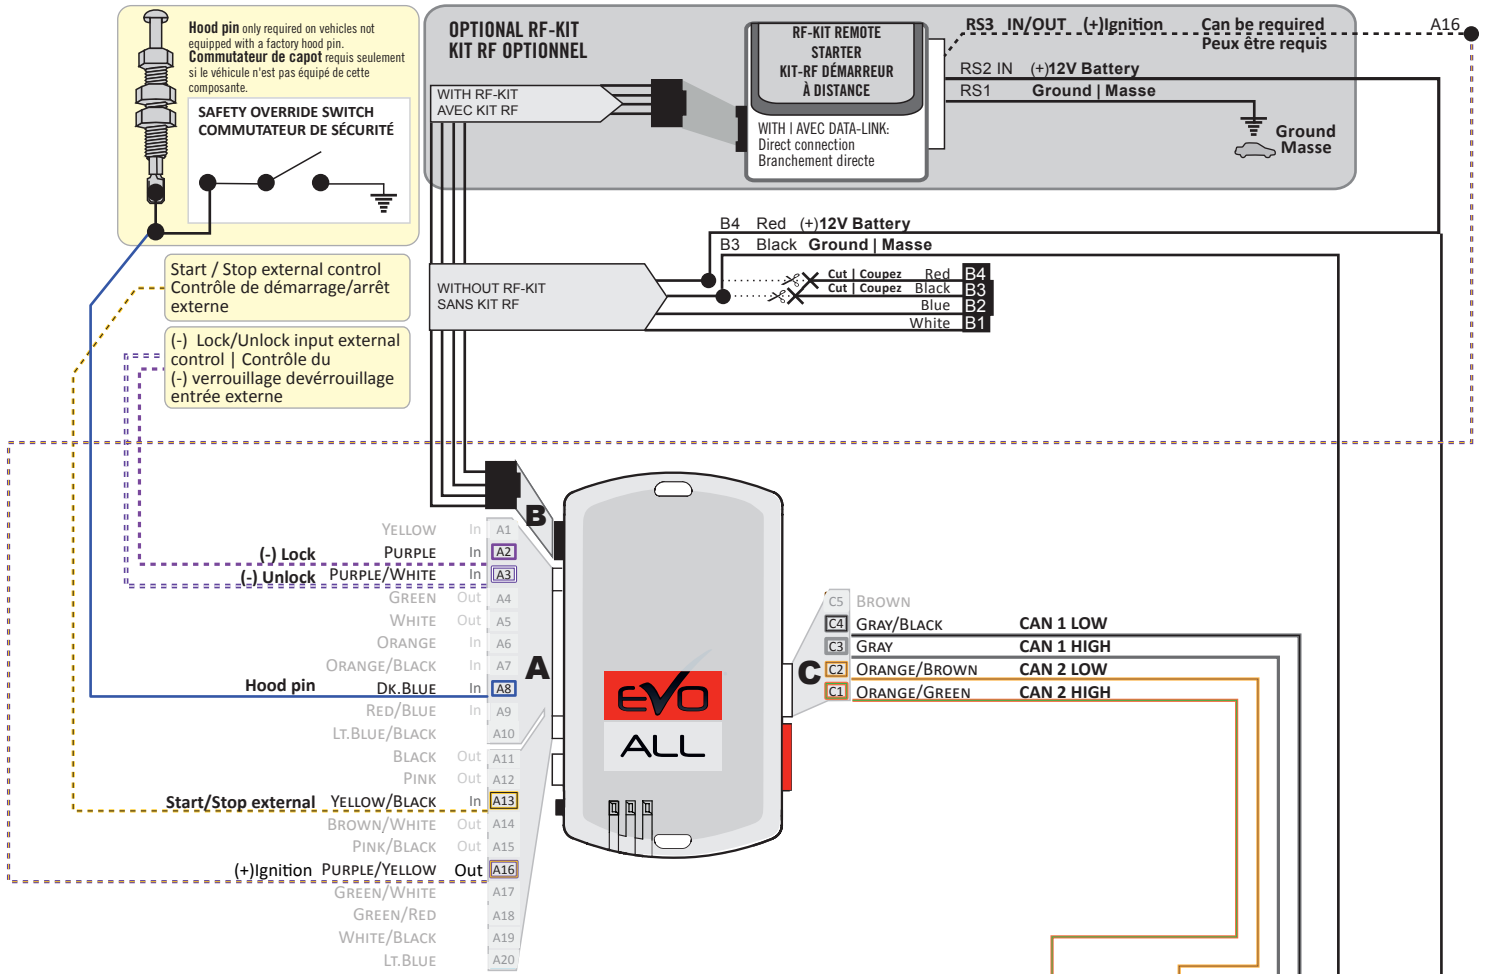 Hood pin only required on vehicles not
equipped with a factory hood pin.
Commutateur de capot requis seulement
si le véhicule n'est pas équipé de cette
composante.
SAFETY OVERRIDE SWITCH
COMMUTATEUR DE SÉCURITÉ
OPTIONAL RF-KIT
KIT RF OPTIONNEL
WITH RF-KIT
AVEC KIT RF
RF-KIT REMOTE
STARTER
KIT-RF DÉMARREUR
À DISTANCE
WITH | AVEC DATA-LINK:
Direct connection
Branchement directe
RS3 IN/OUT (+)Ignition Can be required
Peux être requis
A16
RS2 IN (+)12V Battery
RS1 Ground | Masse
Ground
Masse
B4 Red (+)12V Battery
B3 Black Ground | Masse
WITHOUT RF-KIT
SANS KIT RF
Cut | Coupez Red B4
Cut | Coupez Black B3
Blue B2
White B1
Start / Stop external control
Contrôle de démarrage/arrêt
externe
(-) Lock/Unlock input external
control | Contrôle du
(-) verrouillage devérrouillage
entrée externe
B
YELLOW In A1
(-) Lock PURPLE In A2
(-) Unlock PURPLE/WHITE In A3
GREEN Out A4
WHITE Out A5
ORANGE In A6
ORANGE/BLACK In A7
A
Hood pin DK.BLUE In A8
RED/BLUE In A9
LT.BLUE/BLACK A10
BLACK Out A11
PINK Out A12
Start/Stop external YELLOW/BLACK In A13
BROWN/WHITE Out A14
PINK/BLACK Out A15
(+)Ignition PURPLE/YELLOW Out A16
GREEN/WHITE A17
GREEN/RED A18
WHITE/BLACK A19
LT.BLUE A20
EVO
ALL
C
C5 BROWN
C4 GRAY/BLACK CAN 1 LOW
C3 GRAY CAN 1 HIGH
C2 ORANGE/BROWN CAN 2 LOW
C1 ORANGE/GREEN CAN 2 HIGH